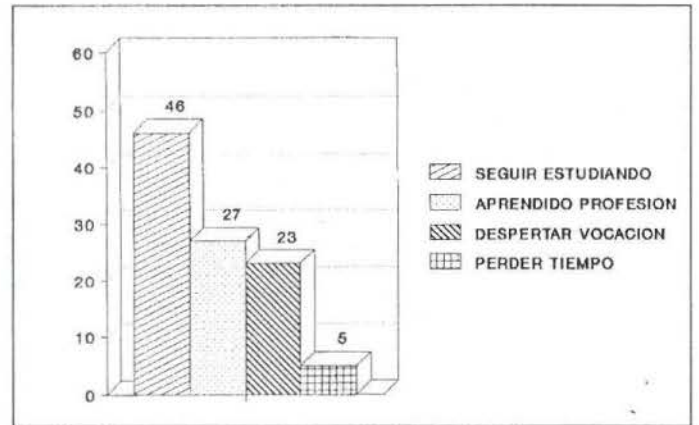 60
50
40
30
20
10
0
46
27
23
5
SEGUIR ESTUDIANDO
APRENDIDO PROFESION
DESPERTAR VOCACION
PERDER TIEMPO